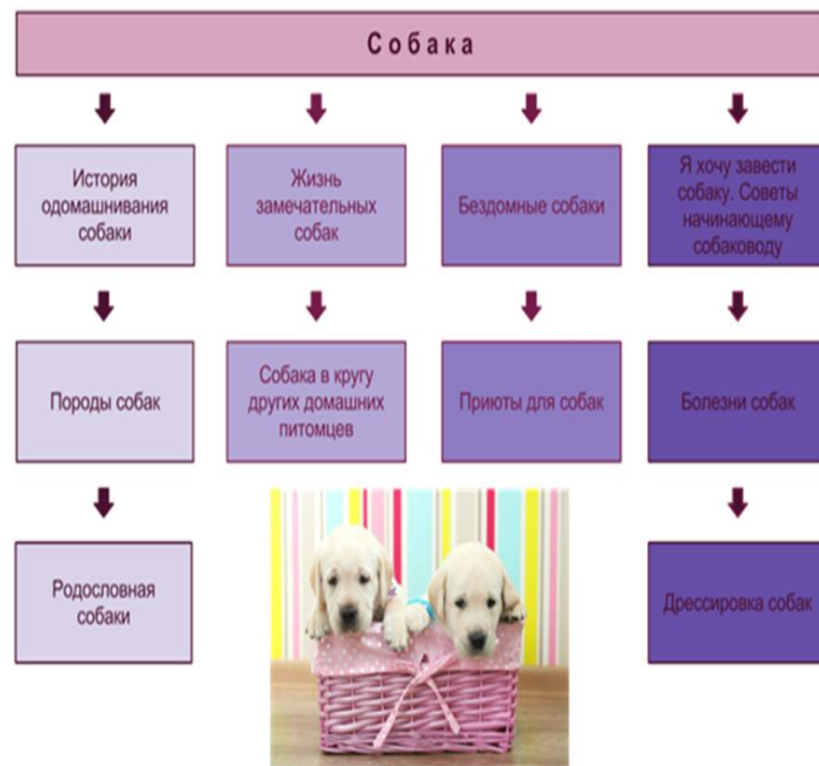 Собака
История
одомашнивания
собаки
Жизнь
замечательных
собак
Бездомные собаки
Я хочу завести
собаку. Советы
начинающему
собаководу
Породы собак
Собака в кругу
других домашних
питомцев
Приюты для собак
Болезни собак
Родословная
собаки
Дрессировка собак